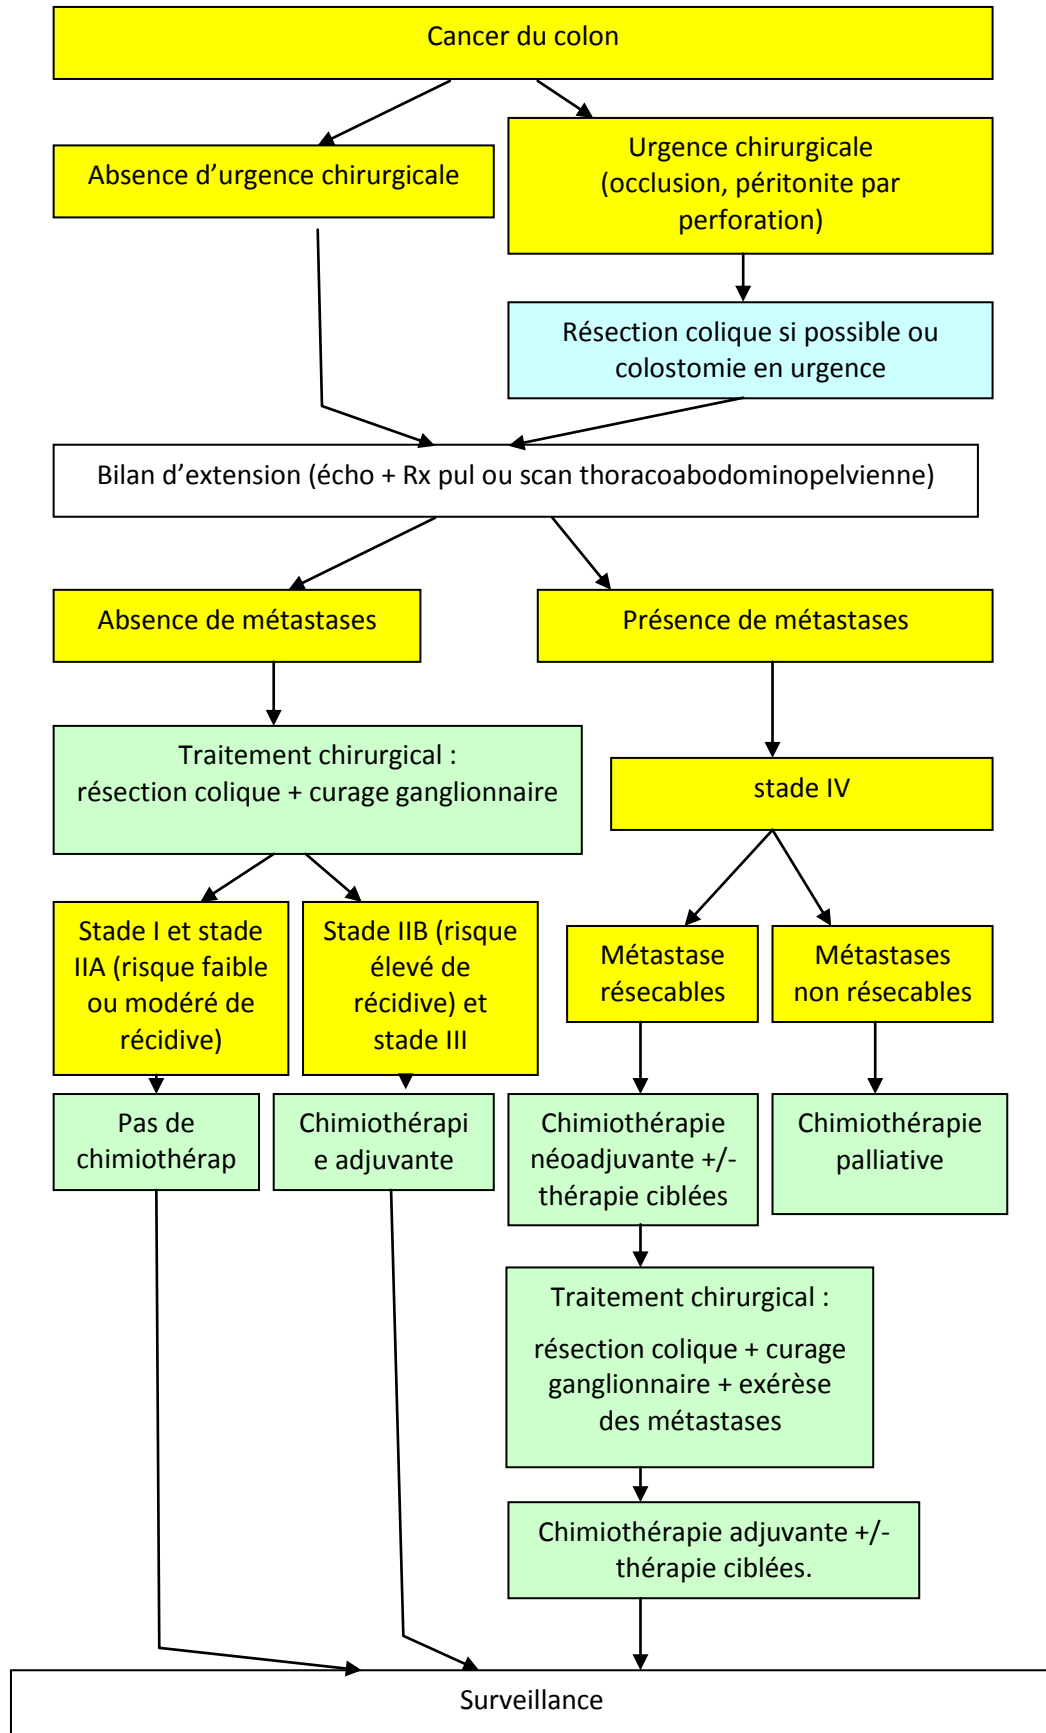 Cancer du colon
Absence d’urgence chirurgicale
Urgence chirurgicale
(occlusion, péritonite par
perforation)
Résection colique si possible ou
colostomie en urgence
Bilan d’extension (écho + Rx pul ou scan thoracoabodominopelvienne)
Absence de métastases
Présence de métastases
Traitement chirurgical :
résection colique + curage ganglionnaire
stade IV
Stade I et stade
IIA (risque faible
ou modéré de
récidive)
Stade IIB (risque
élevé de
récidive) et
stade III
Métastase
résecables
Métastases
non résecables
Pas de
chimiothérap
Chimiothérapi
e adjuvante
Chimiothérapie
néoadjuvante +/-
thérapie ciblées
Chimiothérapie
palliative
Traitement chirurgical :
résection colique + curage
ganglionnaire + exérèse
des métastases
Chimiothérapie adjuvante +/-
thérapie ciblées.
Surveillance